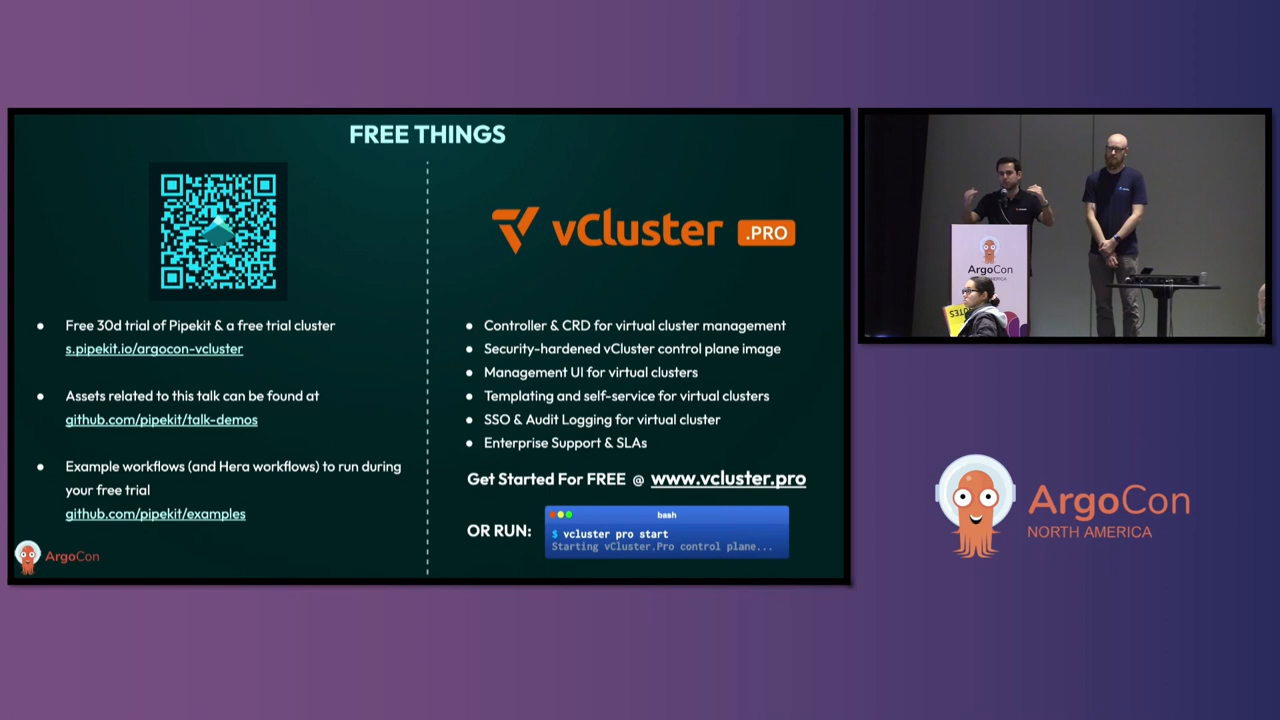 FREE THINGS
Free 30d trial of Pipekit & a free trial cluster
s.pipekit.io/argocon-vcluster
Assets related to this talk can be found at
github.com/pipekit/talk-demos
Example workflows (and Hera workflows) to run during
your free trial
github.com/pipekit/examples
ArgoCon
vCluster .PRO
Controller & CRD for virtual cluster management
Security-hardened vCluster control plane image
Management UI for virtual clusters
Templating and self-service for virtual clusters
SSO & Audit Logging for virtual cluster
Enterprise Support & SLAs
Get Started For FREE @ www.vcluster.pro
OR RUN:
bash
$ vcluster pro start
Starting vCluster.Pro control plane...
ArgoCon
NORTH AMERICA
ArgoCon
NORTH AMERICA